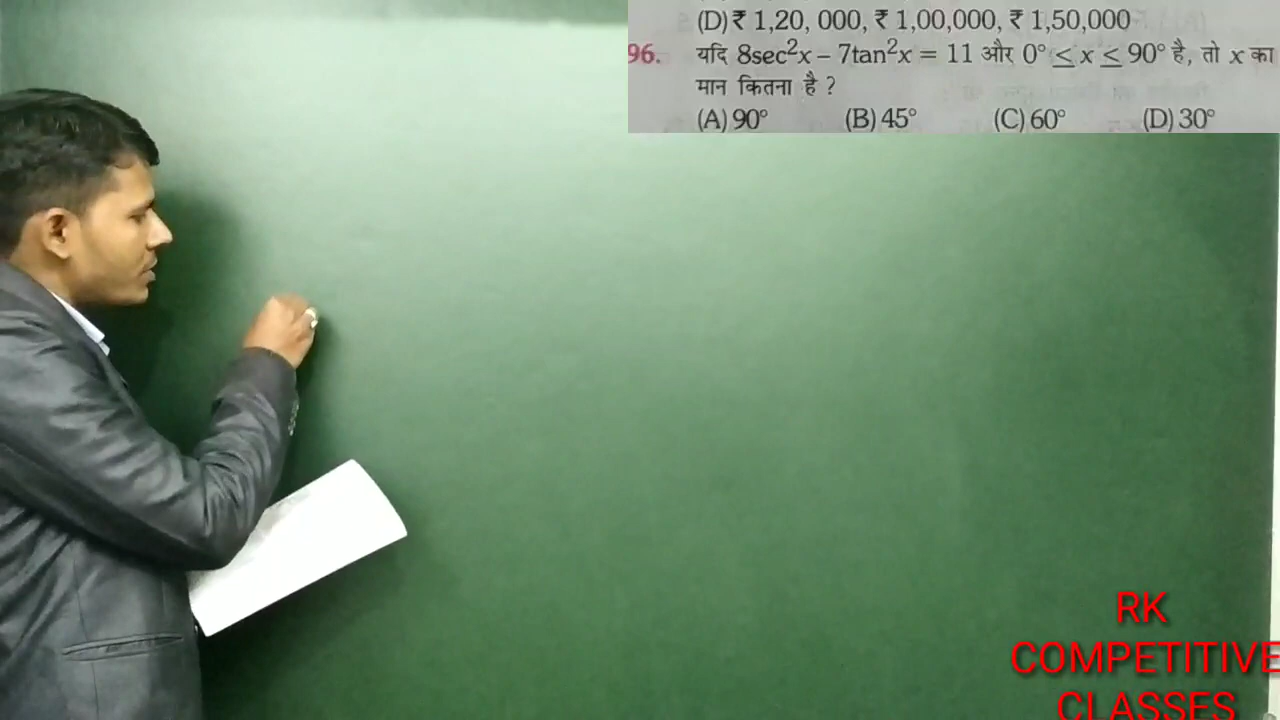 (D) ₹ 1,20, 000, ₹ 1,00,000, ₹ 1,50,000
96. यदि 8sec²x – 7tan²x = 11 और 0° ≤ x ≤ 90° है, तो x का
मान कितना है ?
(A) 90° (B) 45° (C) 60° (D) 30°
RK
COMPETITIVE
CLASSES